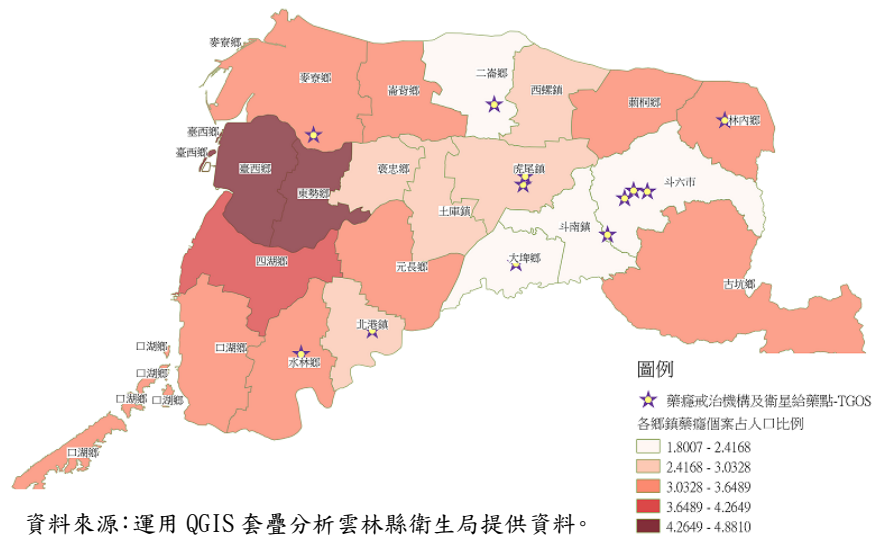 麥寮鄉
麥寮鄉
崙背鄉
二崙鄉
西螺鎮
莿桐鄉
林內鄉
臺西鄉
臺西鄉
臺西鄉
東勢鄉
褒忠鄉
虎尾鎮
斗六市
土庫鎮
斗南鎮
四湖鄉
元長鄉
大埤鄉
古坑鄉
北港鎮
口湖鄉
口湖鄉
水林鄉
口湖鄉
口湖鄉
口湖鄉
口湖鄉
圖例
藥癮戒治機構及衛星給藥點-TGOS
各鄉鎮藥癮個案占人口比例
1.8007 - 2.4168
2.4168 - 3.0328
3.0328 - 3.6489
3.6489 - 4.2649
4.2649 - 4.8810
資料來源:運用 QGIS 套疊分析雲林縣衛生局提供資料。